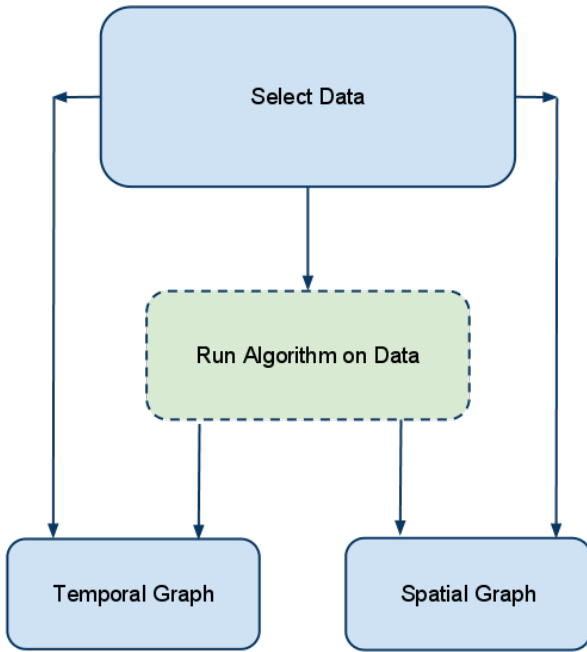 Select Data
Run Algorithm on Data
Temporal Graph
Spatial Graph